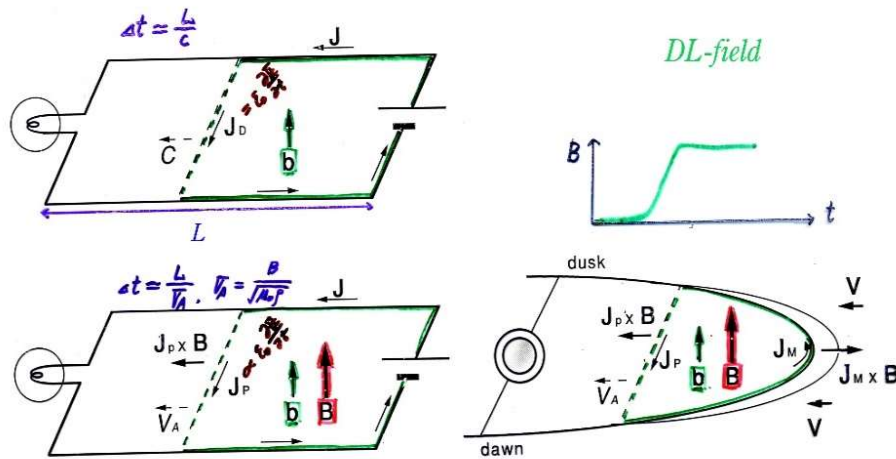 Δt ≃ L/c
J
= ε₀ ∂E/∂t
J_D
C
b
L
DL-field
B
t
Δt ≃ L/V_A, V_A = B/√μ₀ρ
J
J_P x B
∝ ε₀ ∂E/∂t
J_P
V_A
b
B
dusk
V
J_P x B
J_P
J_M
b
B
J_M x B
V_A
V
dawn